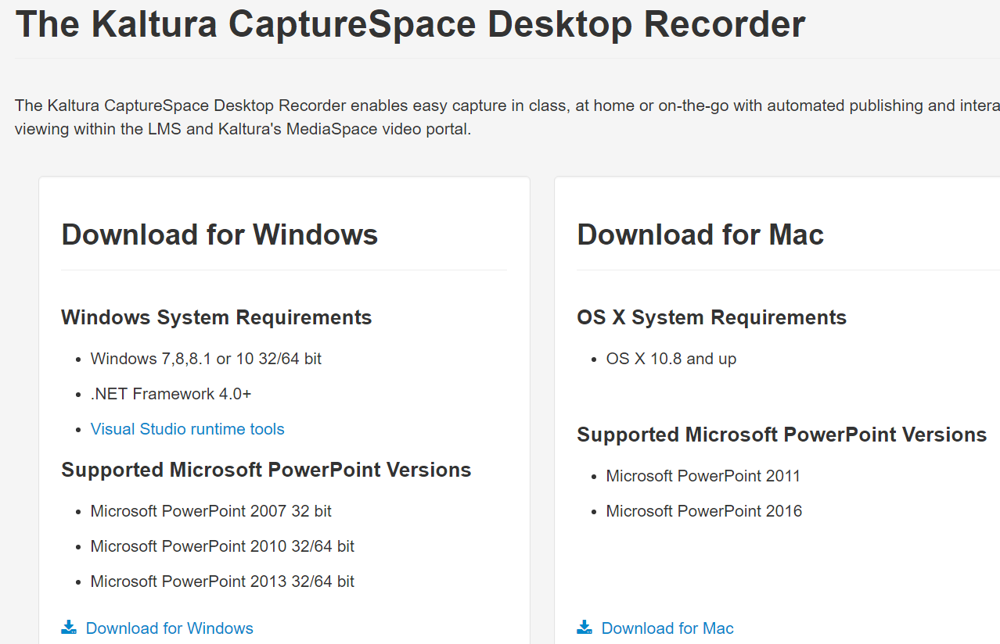 The Kaltura CaptureSpace Desktop Recorder
The Kaltura CaptureSpace Desktop Recorder enables easy capture in class, at home or on-the-go with automated publishing and intera
viewing within the LMS and Kaltura's MediaSpace video portal.
Download for Windows
Windows System Requirements
• Windows 7,8,8.1 or 10 32/64 bit
• .NET Framework 4.0+
• Visual Studio runtime tools
Supported Microsoft PowerPoint Versions
• Microsoft PowerPoint 2007 32 bit
• Microsoft PowerPoint 2010 32/64 bit
• Microsoft PowerPoint 2013 32/64 bit
Download for Windows
Download for Mac
OS X System Requirements
• OS X 10.8 and up
Supported Microsoft PowerPoint Versions
• Microsoft PowerPoint 2011
• Microsoft PowerPoint 2016
Download for Mac